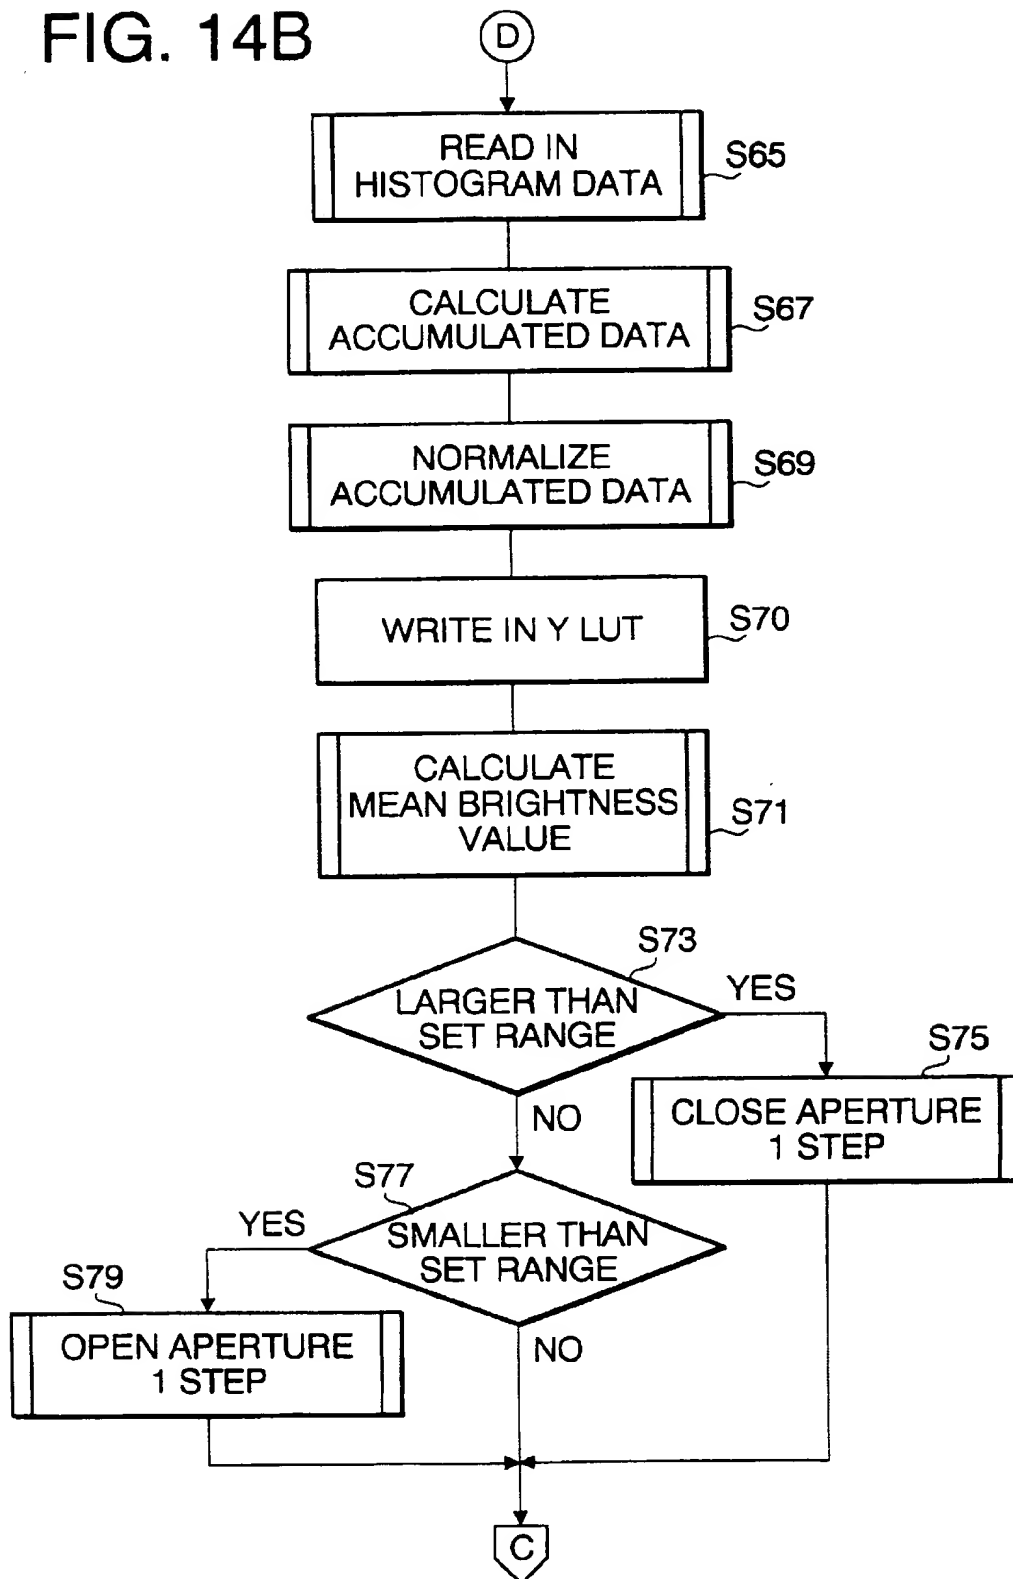 FIG. 14B
D
READ IN
HISTOGRAM DATA
S65
CALCULATE
ACCUMULATED DATA
S67
NORMALIZE
ACCUMULATED DATA
S69
WRITE IN Y LUT
S70
CALCULATE
MEAN BRIGHTNESS
VALUE
S71
S73
LARGER THAN
SET RANGE
YES
S75
CLOSE APERTURE
1 STEP
NO
S77
SMALLER THAN
SET RANGE
YES
S79
OPEN APERTURE
1 STEP
NO
C